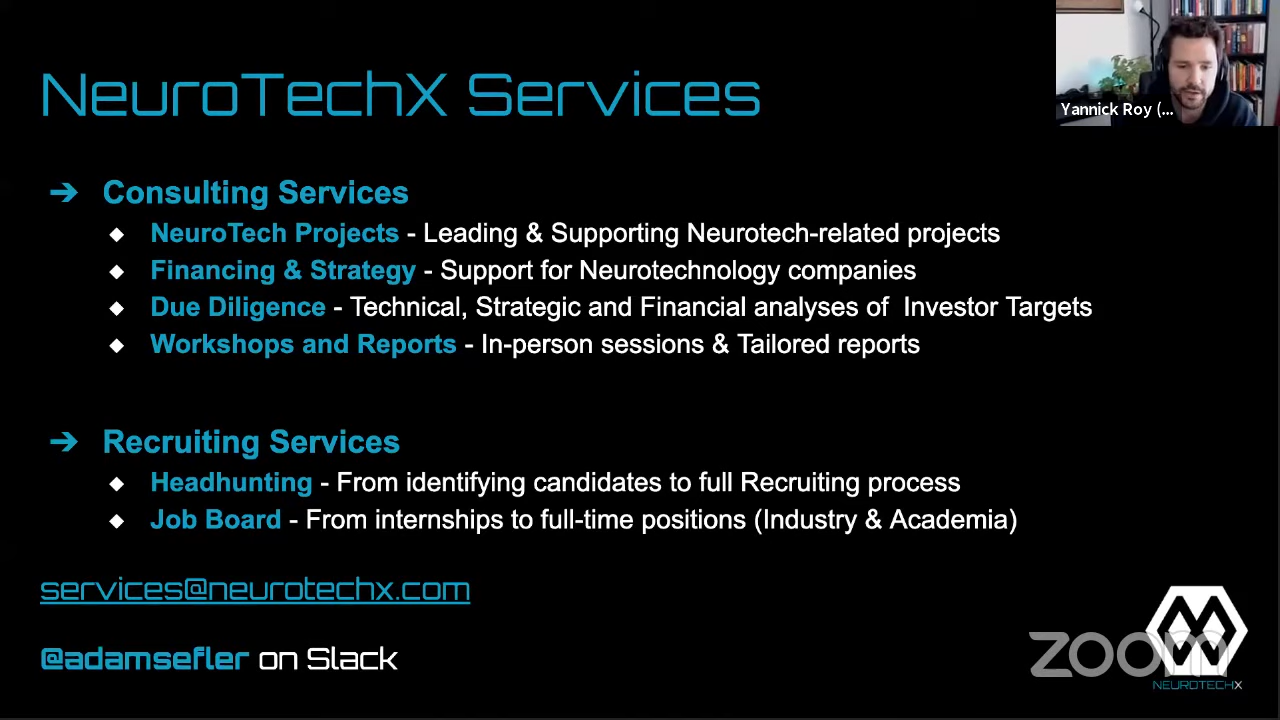 NeuroTechX Services
Yannick Roy (...
➔ Consulting Services
◆ NeuroTech Projects - Leading & Supporting Neurotech-related projects
◆ Financing & Strategy - Support for Neurotechnology companies
◆ Due Diligence - Technical, Strategic and Financial analyses of  Investor Targets
◆ Workshops and Reports - In-person sessions & Tailored reports
➔ Recruiting Services
◆ Headhunting - From identifying candidates to full Recruiting process
◆ Job Board - From internships to full-time positions (Industry & Academia)
services@neurotechx.com
@adamsefler on Slack
zoom
NEUROTECHX